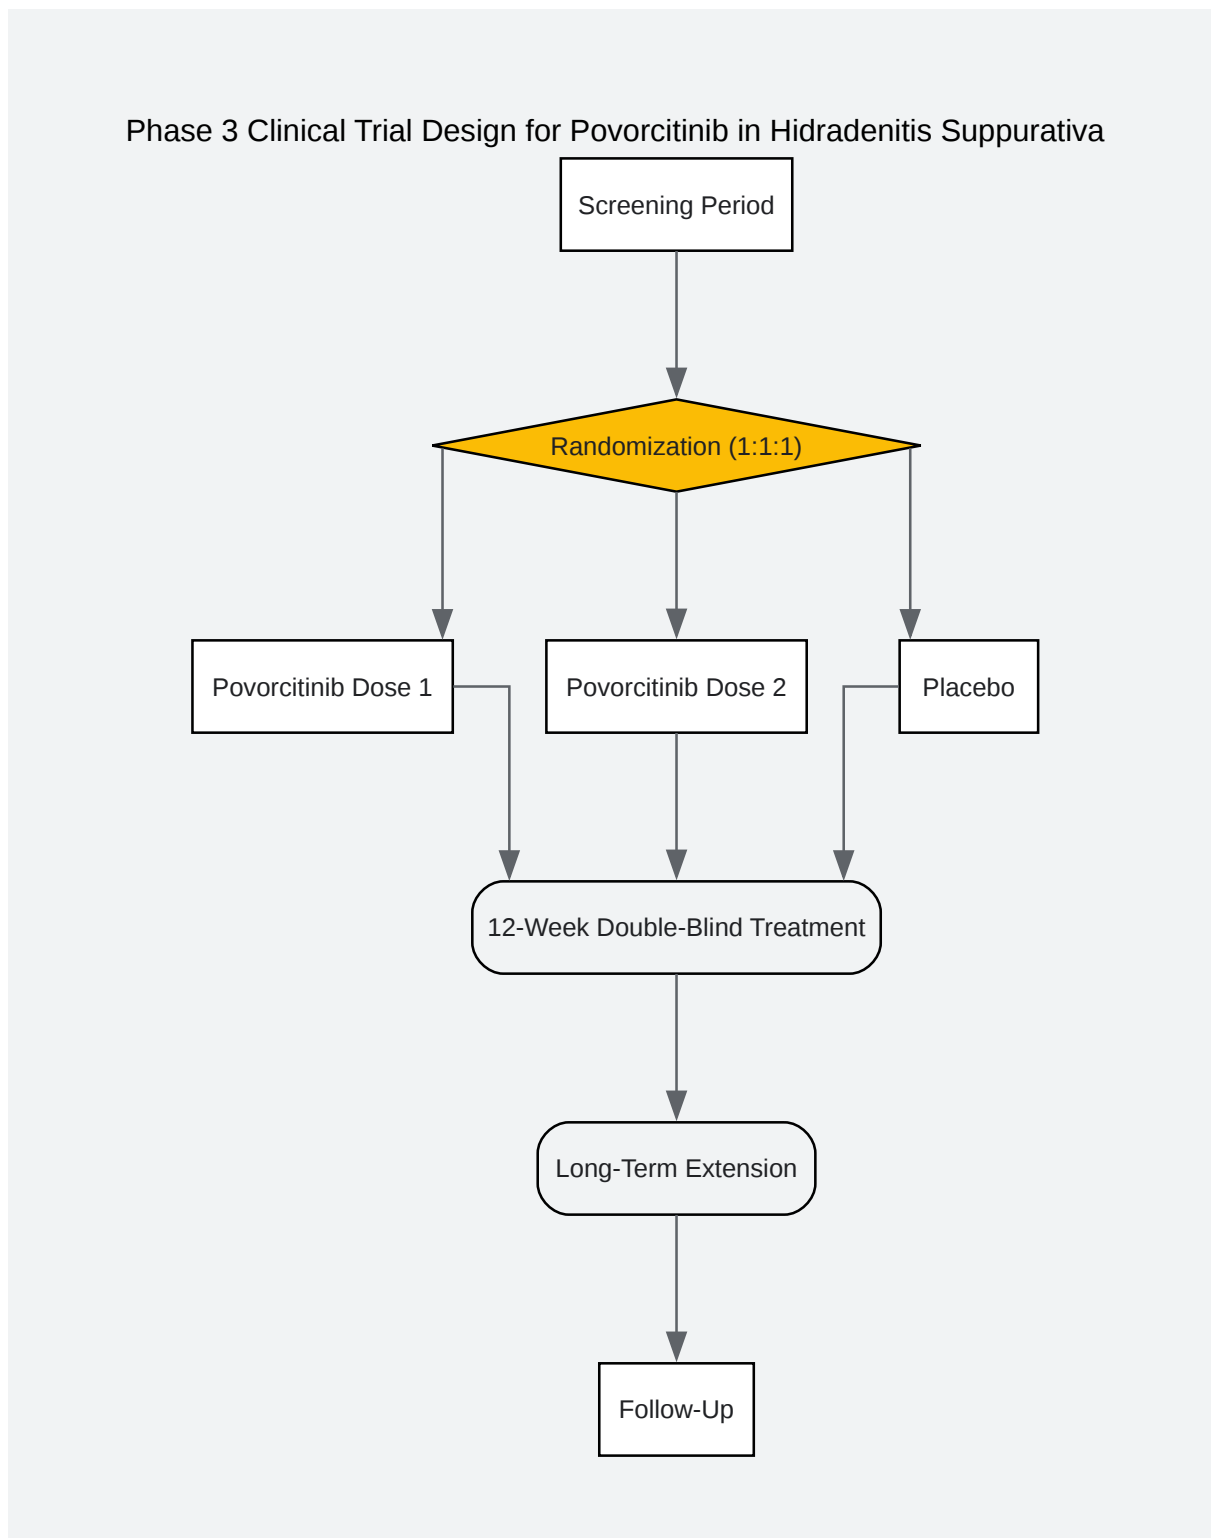 Phase 3 Clinical Trial Design for Povorcitinib in Hidradenitis Suppurativa
Screening Period
Randomization (1:1:1)
Povorcitinib Dose 1
Povorcitinib Dose 2
Placebo
12-Week Double-Blind Treatment
Long-Term Extension
Follow-Up